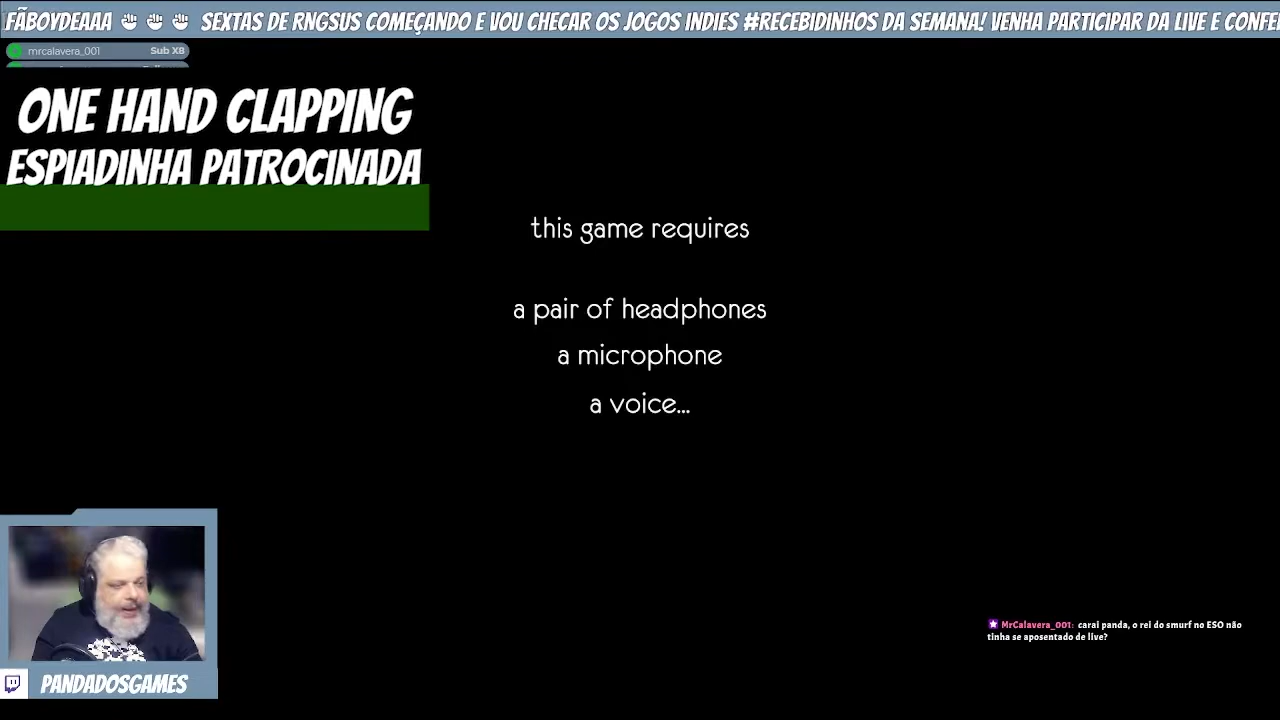 FÃBOYDEAAA SEXTAS DE RNGSUS COMEÇANDO E VOU CHECAR OS JOGOS INDIES #RECEBIDINHOS DA SEMANA! VENHA PARTICIPAR DA LIVE E
mrcalavera_001 Sub X8
ONE HAND CLAPPING
ESPIADINHA PATROCINADA
this game requires
a pair of headphones
a microphone
a voice...
MrCalavera_001: carai panda, o rei do smurf no ESO não
tinha se aposentado de live?
PANDADOSGAMES